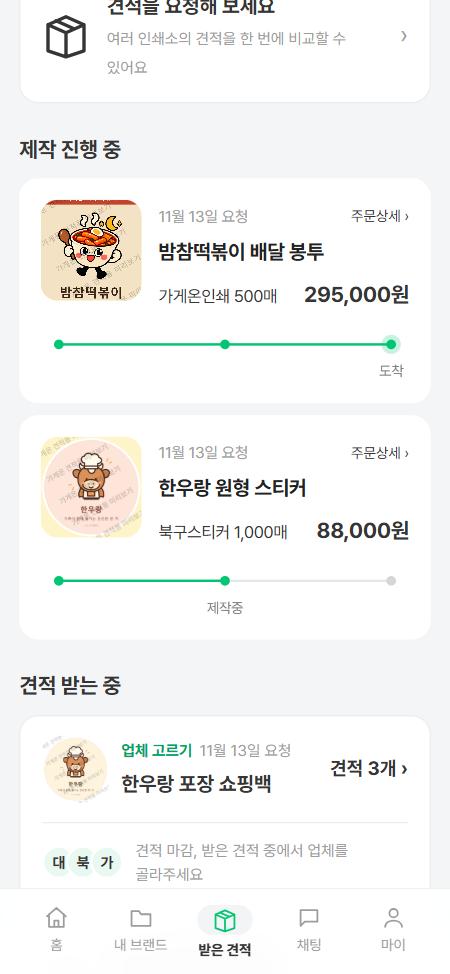 견적을 요청해 보세요
여러 인쇄소의 견적을 한 번에 비교할 수
있어요
›
제작 진행 중
11월 13일 요청
주문상세 ›
밤참떡볶이 배달 봉투
가게온인쇄 500매
295,000원
밤참떡볶이
도착
11월 13일 요청
주문상세 ›
한우랑 원형 스티커
북구스티커 1,000매
88,000원
한우랑
제작중
견적 받는 중
업체 고르기 11월 13일 요청
한우랑 포장 쇼핑백
견적 3개 ›
대 북 가
견적 마감, 받은 견적 중에서 업체를
골라주세요
홈
내 브랜드
받은 견적
채팅
마이